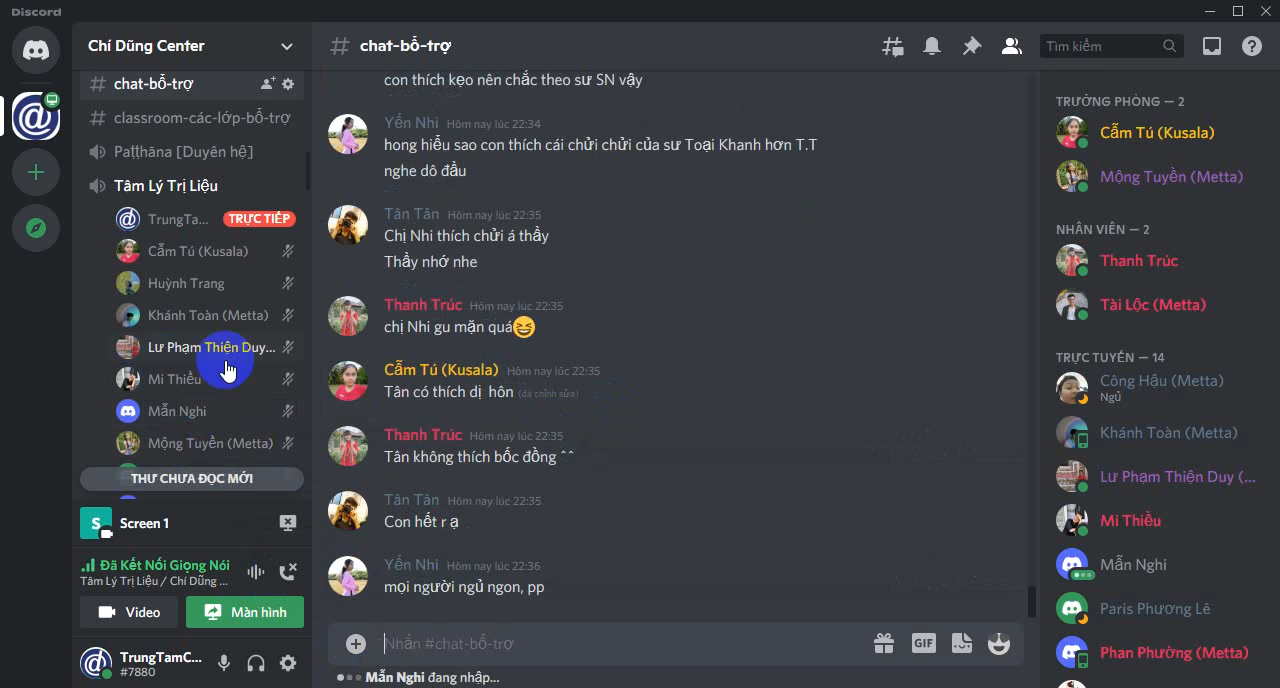 Discord
Chí Dũng Center
chat-bổ-trợ
classroom-các-lớp-bổ-trợ
Paṭṭhāna [Duyên hệ]
Tâm Lý Trị Liệu
TrungTa... TRỰC TIẾP
Cẩm Tú (Kusala)
Huỳnh Trang
Khánh Toàn (Metta)
Lư Phạm Thiện Duy...
Mi Thiều
Mẫn Nghi
Mộng Tuyền (Metta)
THƯ CHƯA ĐỌC MỚI
S Screen 1
Đã Kết Nối Giọng Nói
Tâm Lý Trị Liệu / Chí Dũng ...
Video Màn hình
TrungTamC...
#7880
chat-bổ-trợ
Tìm kiếm
con thích kẹo nên chắc theo sư SN vậy
Yến Nhi Hôm nay lúc 22:34
hong hiểu sao con thích cái chửi chửi của sư Toại Khanh hơn T.T
nghe dô đầu
Tân Tân Hôm nay lúc 22:35
Chị Nhi thích chửi á thầy
Thầy nhớ nhe
Thanh Trúc Hôm nay lúc 22:35
chị Nhi gu mặn quá😆
Cẩm Tú (Kusala) Hôm nay lúc 22:35
Tân có thích dị hôn (đã chỉnh sửa)
Thanh Trúc Hôm nay lúc 22:35
Tân không thích bốc đồng ^^
Tân Tân Hôm nay lúc 22:35
Con hết r ạ
Yến Nhi Hôm nay lúc 22:36
mọi người ngủ ngon, pp
Nhắn #chat-bổ-trợ
GIF
Mẫn Nghi đang nhập...
TRƯỞNG PHÒNG — 2
Cẩm Tú (Kusala)
Mộng Tuyền (Metta)
NHÂN VIÊN — 2
Thanh Trúc
Tài Lộc (Metta)
TRỰC TUYẾN — 14
Công Hậu (Metta)
Ngủ
Khánh Toàn (Metta)
Lư Phạm Thiện Duy (...
Mi Thiều
Mẫn Nghi
Paris Phương Lê
Phan Phường (Metta)